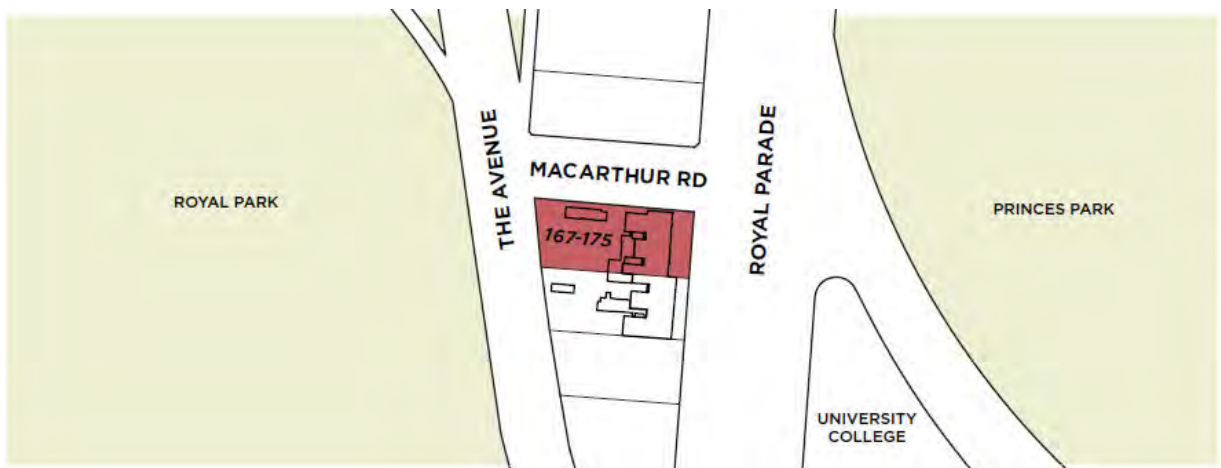 THE AVENUE
MACARTHUR RD
ROYAL PARADE
ROYAL PARK
PRINCES PARK
167-175
UNIVERSITY
COLLEGE